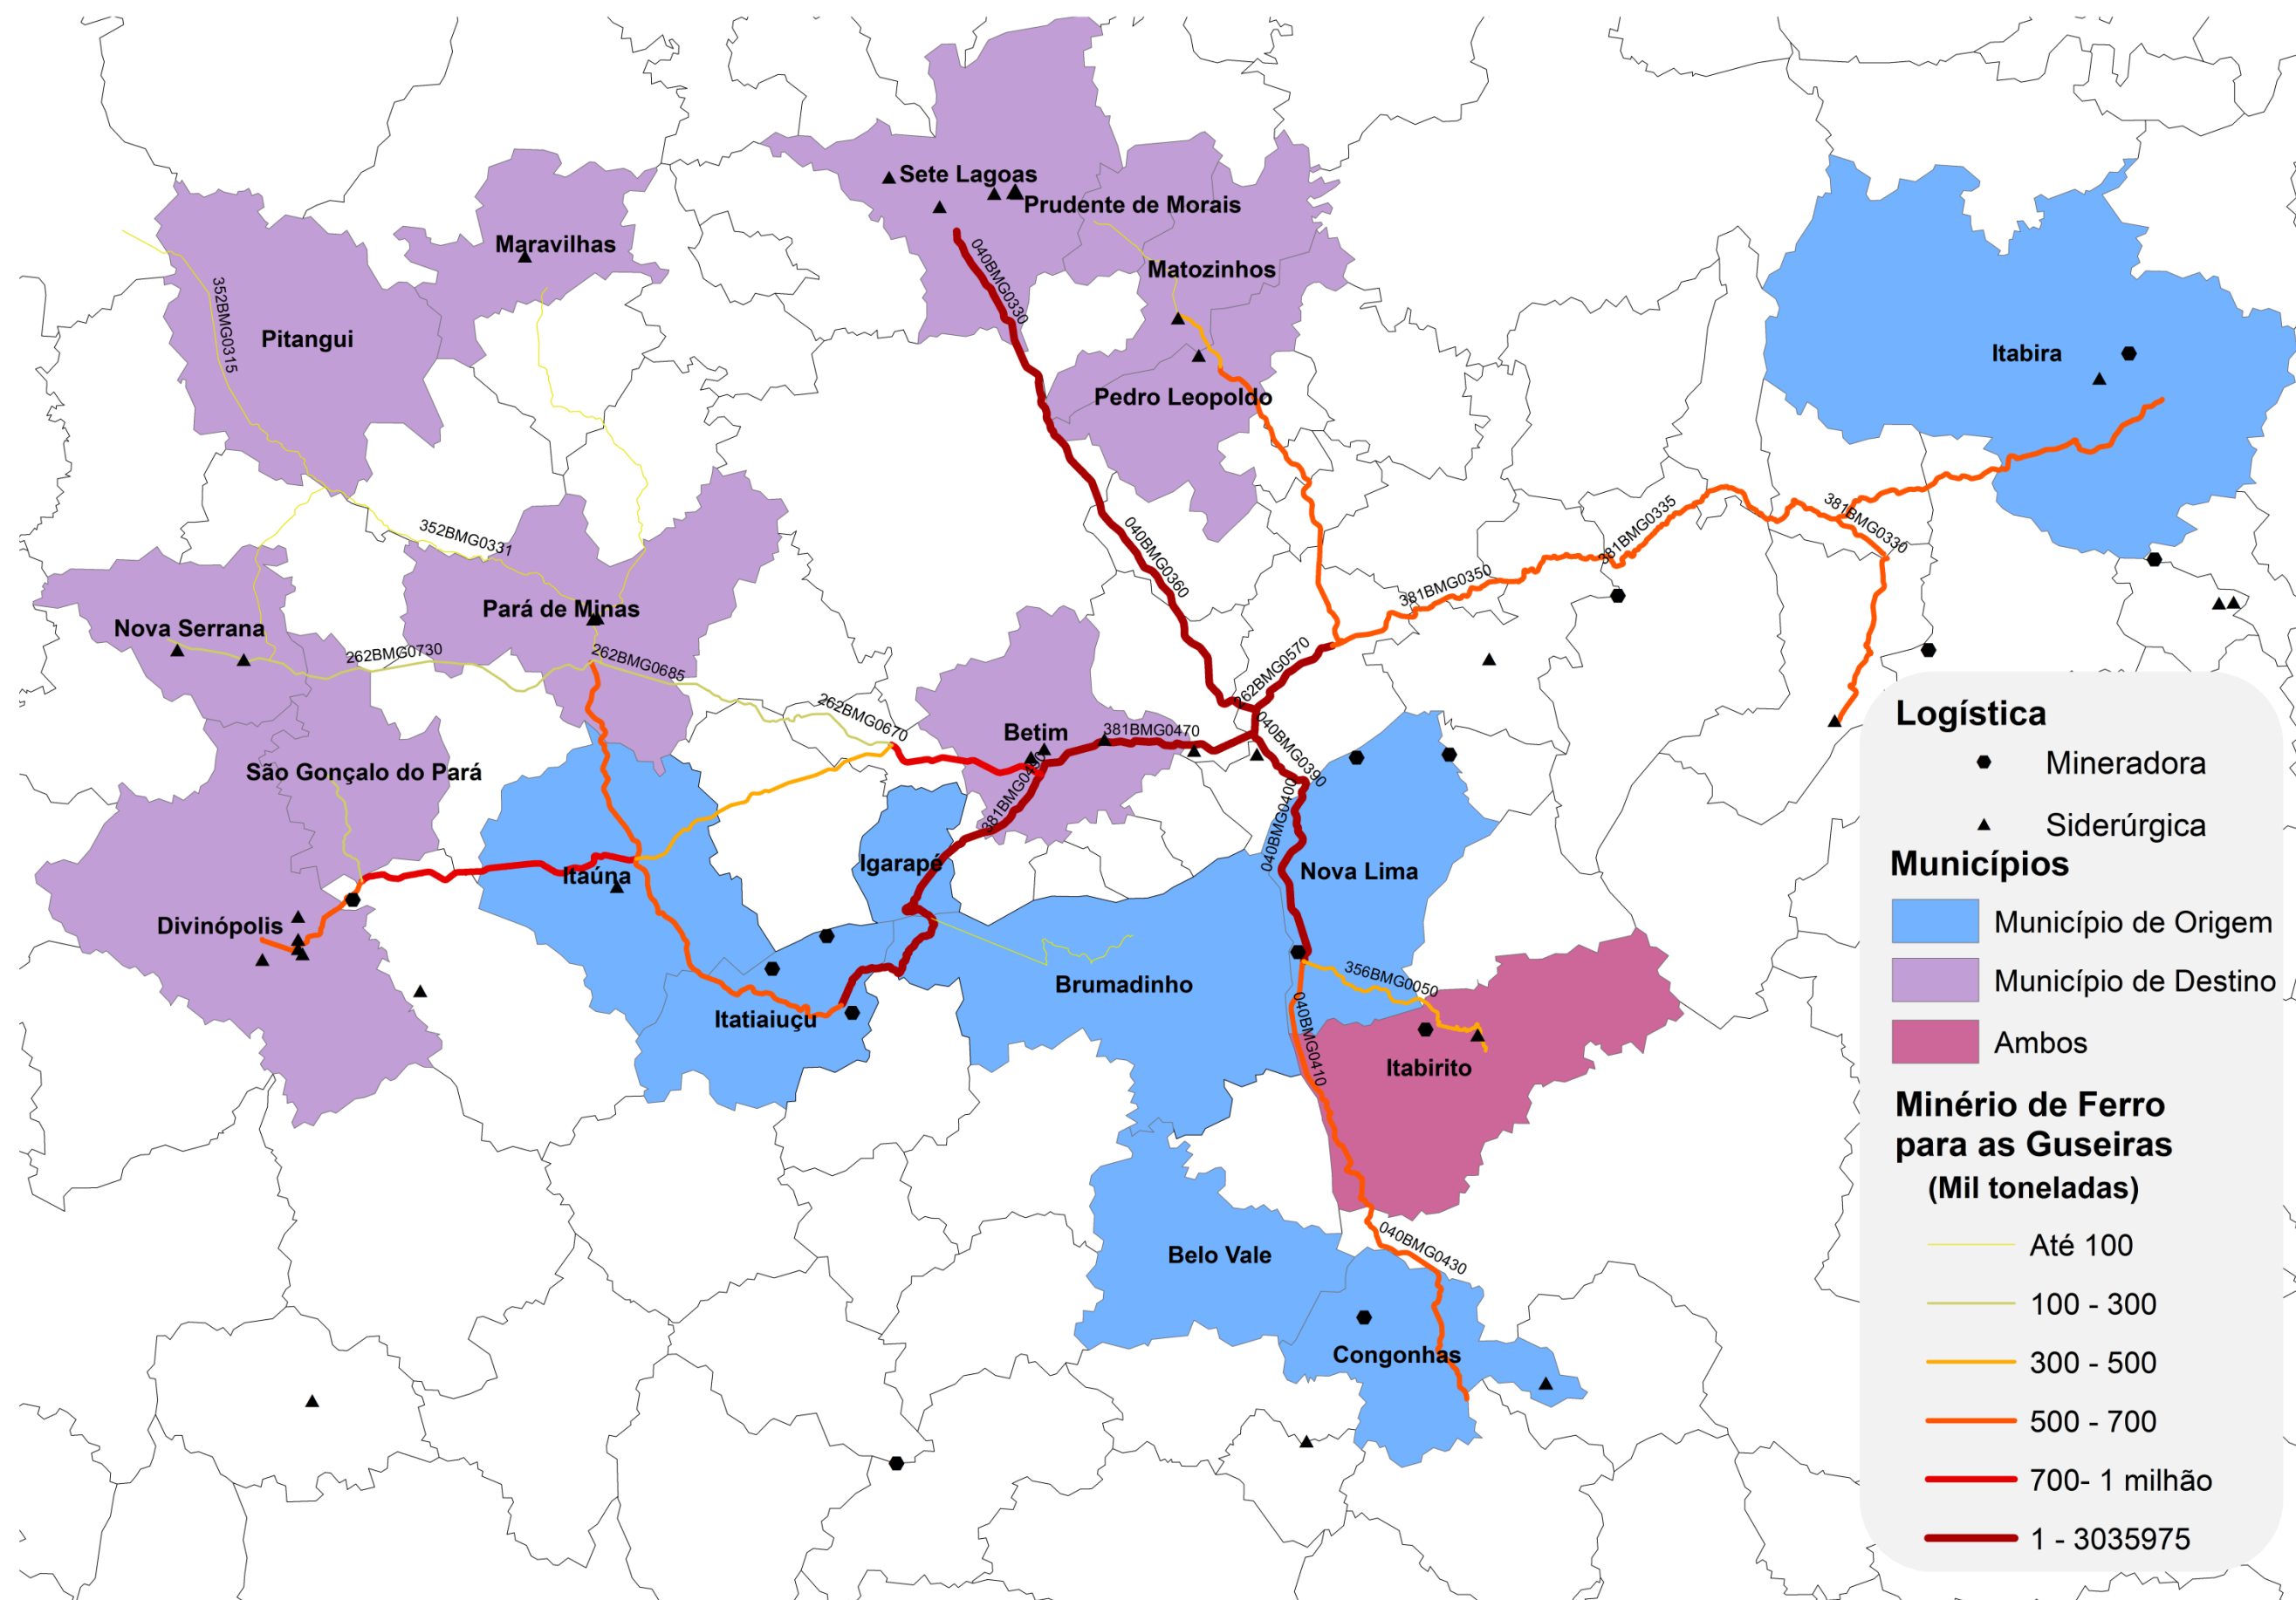 Sete Lagoas
Prudente de Morais
Maravilhas
Matozinhos
040BMG0330
352BMG0315
Pitangui
Itabira
Pedro Leopoldo
352BMG0331
040BMG0360
381BMG0335
381BMG0330
381BMG0350
Pará de Minas
Nova Serrana
262BMG0730
262BMG0685
262BMG0570
262BMG0670
Betim
381BMG0470
040BMG0390
São Gonçalo do Pará
381BMG0490
040BMG0400
Igarapé
Itaúna
Nova Lima
Divinópolis
356BMG0050
Brumadinho
Itatiaiuçu
040BMG0410
Itabirito
040BMG0430
Belo Vale
Congonhas
Logística
Mineradora
Siderúrgica
Municípios
Município de Origem
Município de Destino
Ambos
Minério de Ferro
para as Guseiras
(Mil toneladas)
Até 100
100 - 300
300 - 500
500 - 700
700- 1 milhão
1 - 3035975